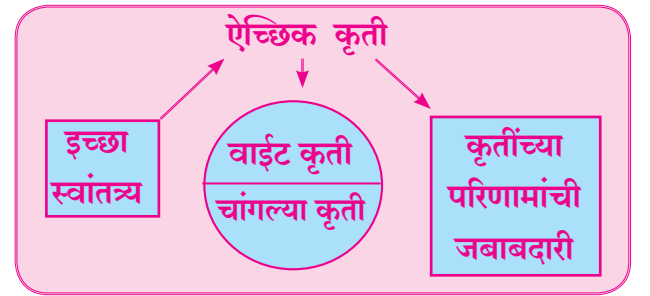 ऐच्छिक कृती
इच्छा
स्वांतत्र्य
वाईट कृती
चांगल्या कृती
कृतींच्या
परिणामांची
जबाबदारी